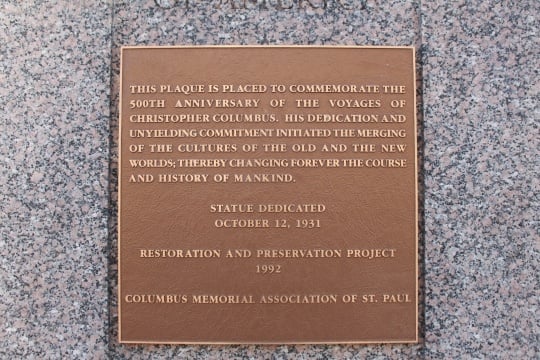 THIS PLAQUE IS PLACED TO COMMEMORATE THE
500TH ANNIVERSARY OF THE VOYAGES OF
CHRISTOPHER COLUMBUS. HIS DEDICATION AND
UNYIELDING COMMITMENT INITIATED THE MERGING
OF THE CULTURES OF THE OLD AND THE NEW
WORLDS; THEREBY CHANGING FOREVER THE COURSE
AND HISTORY OF MANKIND.
STATUE DEDICATED
OCTOBER 12, 1931
RESTORATION AND PRESERVATION PROJECT
1992
COLUMBUS MEMORIAL ASSOCIATION OF ST. PAUL